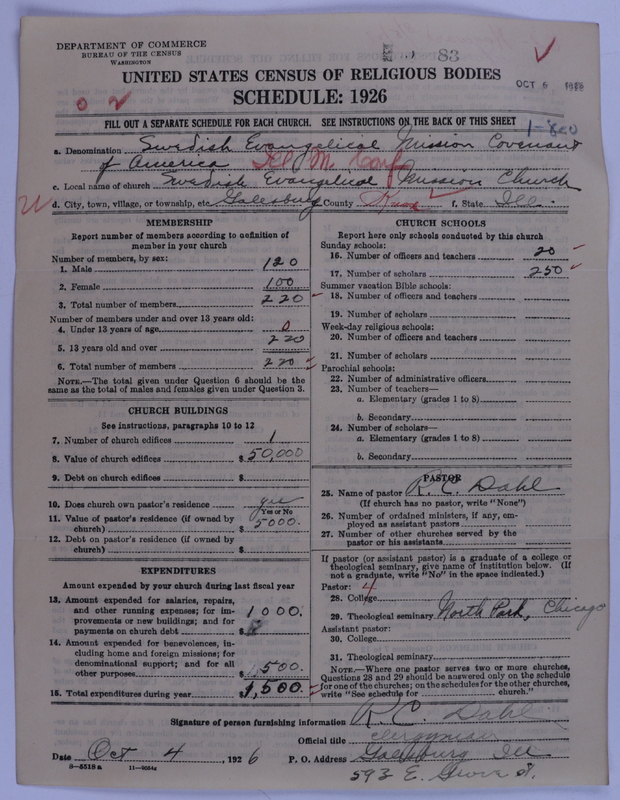 DEPARTMENT OF COMMERCE
BUREAU OF THE CENSUS
WASHINGTON
83
OCT 6 1926
UNITED STATES CENSUS OF RELIGIOUS BODIES
SCHEDULE: 1926
FILL OUT A SEPARATE SCHEDULE FOR EACH CHURCH. SEE INSTRUCTIONS ON THE BACK OF THIS SHEET
a. Denomination Swedish Evangelical Mission Covenant
of America
c. Local name of church Swedish Evangelical Mission Church
d. City, town, village, or township, etc Galesburg e. County Knox f. State Ill.
MEMBERSHIP
Report number of members according to definition of
member in your church
Number of members, by sex:
1. Male 120
2. Female 100
3. Total number of members 220
Number of members under and over 13 years old:
4. Under 13 years of age 0
5. 13 years old and over 220
6. Total number of members 220
NOTE.—The total given under Question 6 should be the
same as the total of males and females given under Question 3.
CHURCH BUILDINGS
See instructions, paragraphs 10 to 12
7. Number of church edifices 1
8. Value of church edifices $50,000
9. Debt on church edifices $
10. Does church own pastor's residence yes
Yes or No
11. Value of pastor's residence (if owned by
church) $ 5000.
12. Debt on pastor's residence (if owned by
church) $
EXPENDITURES
Amount expended by your church during last fiscal year
13. Amount expended for salaries, repairs,
and other running expenses; for im-
provements or new buildings; and for
payments on church debt $ 1000.
14. Amount expended for benevolences, in-
cluding home and foreign missions; for
denominational support; and for all
other purposes $ 500.
15. Total expenditures during year $1,500.
CHURCH SCHOOLS
Report here only schools conducted by this church
Sunday schools:
16. Number of officers and teachers 20
17. Number of scholars 250
Summer vacation Bible schools:
18. Number of officers and teachers
19. Number of scholars
Week-day religious schools:
20. Number of officers and teachers
21. Number of scholars
Parochial schools:
22. Number of administrative officers
23. Number of teachers—
a. Elementary (grades 1 to 8)
b. Secondary
24. Number of scholars—
a. Elementary (grades 1 to 8)
b. Secondary
PASTOR
25. Name of pastor R. C. Dahl
(If church has no pastor, write "None")
26. Number of ordained ministers, if any, em-
ployed as assistant pastors
27. Number of other churches served by the
pastor or his assistants
If pastor (or assistant pastor) is a graduate of a college or
theological seminary, give name of institution below. (If
not a graduate, write "No" in the space indicated.)
Pastor:
28. College
29. Theological seminary North Park, Chicago
Assistant pastor:
30. College
31. Theological seminary
NOTE.—Where one pastor serves two or more churches,
Questions 28 and 29 should be answered only on the schedule
for one of the churches; on the schedules for the other churches,
write "See schedule for church."
Signature of person furnishing information R. C. Dahl
Official title clergyman
Date Oct 4, 1926 P. O. Address Galesburg Ill
593 E.
8-5518 a 11-9054